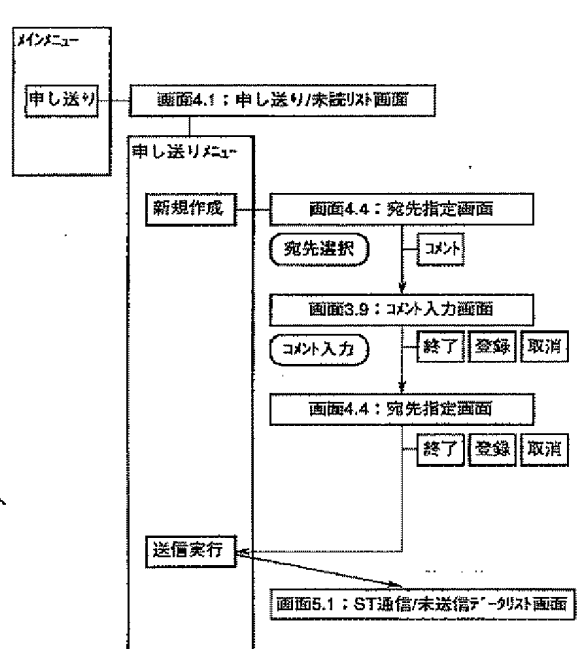 メインメニュー
申し送り
画面4.1：申し送り/未読リスト画面
申し送りメニュー
新規作成
画面4.4：宛先指定画面
宛先選択
コメント
画面3.9：コメント入力画面
コメント入力
終了 登録 取消
画面4.4：宛先指定画面
終了 登録 取消
送信実行
画面5.1：ST通信/未送信データリスト画面